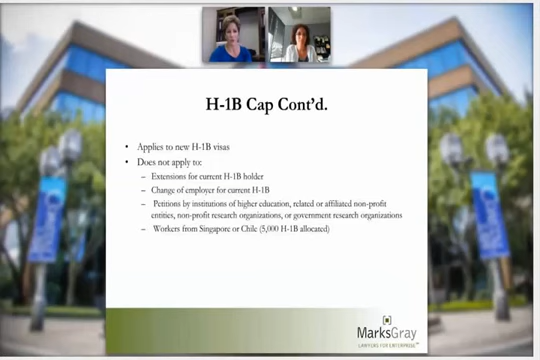 H-1B Cap Cont'd.
• Applies to new H-1B visas
• Does not apply to:
– Extensions for current H-1B holder
– Change of employer for current H-1B
– Petitions by institutions of higher education, related or affiliated non-profit
entities, non-profit research organizations, or government research organizations
– Workers from Singapore or Chile (5,000 H-1B allocated)
MarksGray
LAWYERS FOR ENTERPRISE